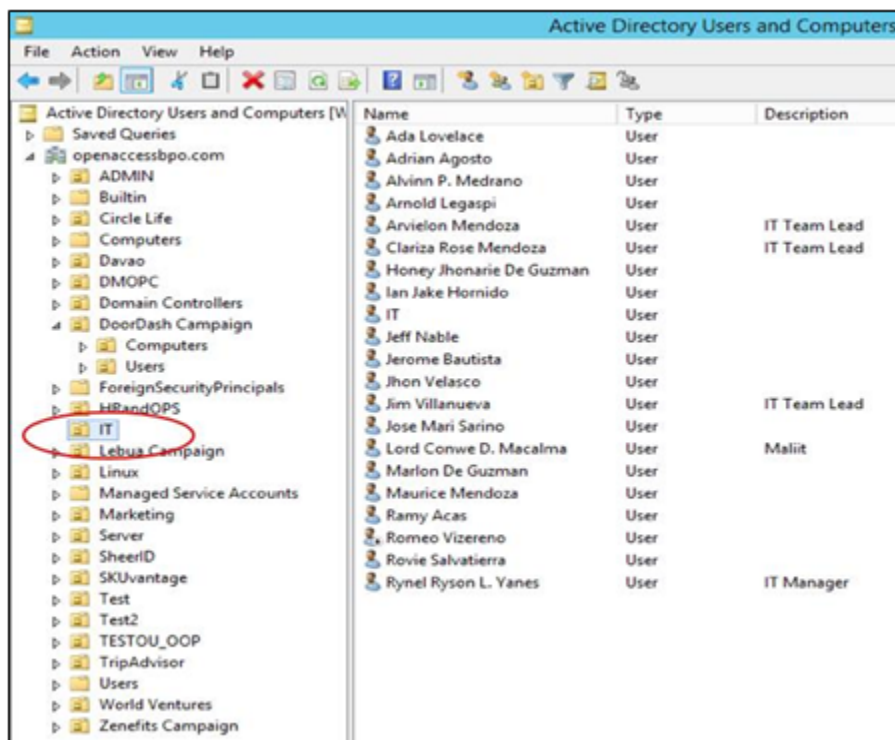 Active Directory Users and Computers
File Action View Help
Active Directory Users and Computers [W
Saved Queries
openaccessbpo.com
ADMIN
Builtin
Circle Life
Computers
Davao
DMOPC
Domain Controllers
DoorDash Campaign
Computers
Users
ForeignSecurityPrincipals
HRandOPS
IT
Lebua Campaign
Linux
Managed Service Accounts
Marketing
Server
SheerID
SKUvantage
Test
Test2
TESTOU_OOP
TripAdvisor
Users
World Ventures
Zenefits Campaign
Name Type Description
Ada Lovelace User
Adrian Agosto User
Alvinn P. Medrano User
Arnold Legaspi User
Arvielon Mendoza User IT Team Lead
Clariza Rose Mendoza User IT Team Lead
Honey Jhonarie De Guzman User
Ian Jake Hornido User
IT User
Jeff Nable User
Jerome Bautista User
Jhon Velasco User
Jim Villanueva User IT Team Lead
Jose Mari Sarino User
Lord Conwe D. Macalma User Maliit
Marlon De Guzman User
Maurice Mendoza User
Ramy Acas User
Romeo Vizereno User
Rovie Salvatierra User
Rynel Ryson L. Yanes User IT Manager